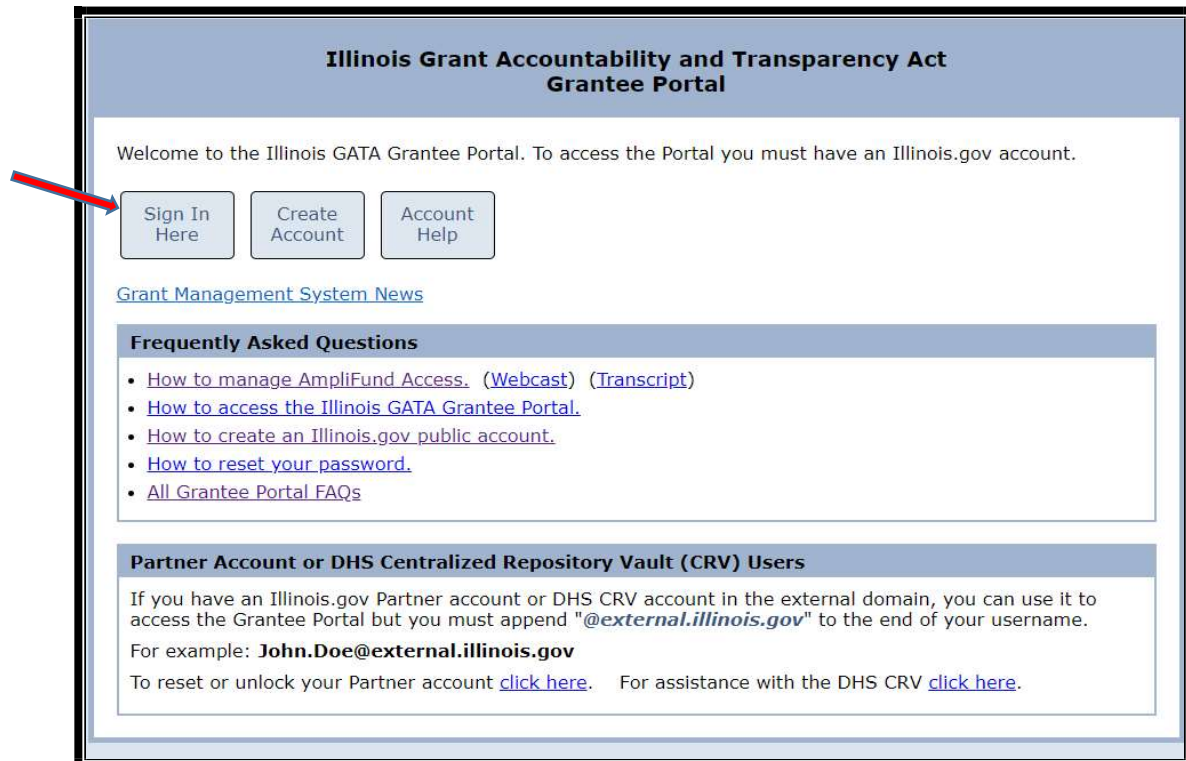 Illinois Grant Accountability and Transparency Act
Grantee Portal
Welcome to the Illinois GATA Grantee Portal. To access the Portal you must have an Illinois.gov account.
Sign In Here
Create Account
Account Help
Grant Management System News
Frequently Asked Questions
• How to manage AmpliFund Access. (Webcast) (Transcript)
• How to access the Illinois GATA Grantee Portal.
• How to create an Illinois.gov public account.
• How to reset your password.
• All Grantee Portal FAQs
Partner Account or DHS Centralized Repository Vault (CRV) Users
If you have an Illinois.gov Partner account or DHS CRV account in the external domain, you can use it to
access the Grantee Portal but you must append "@external.illinois.gov" to the end of your username.
For example: John.Doe@external.illinois.gov
To reset or unlock your Partner account click here. For assistance with the DHS CRV click here.